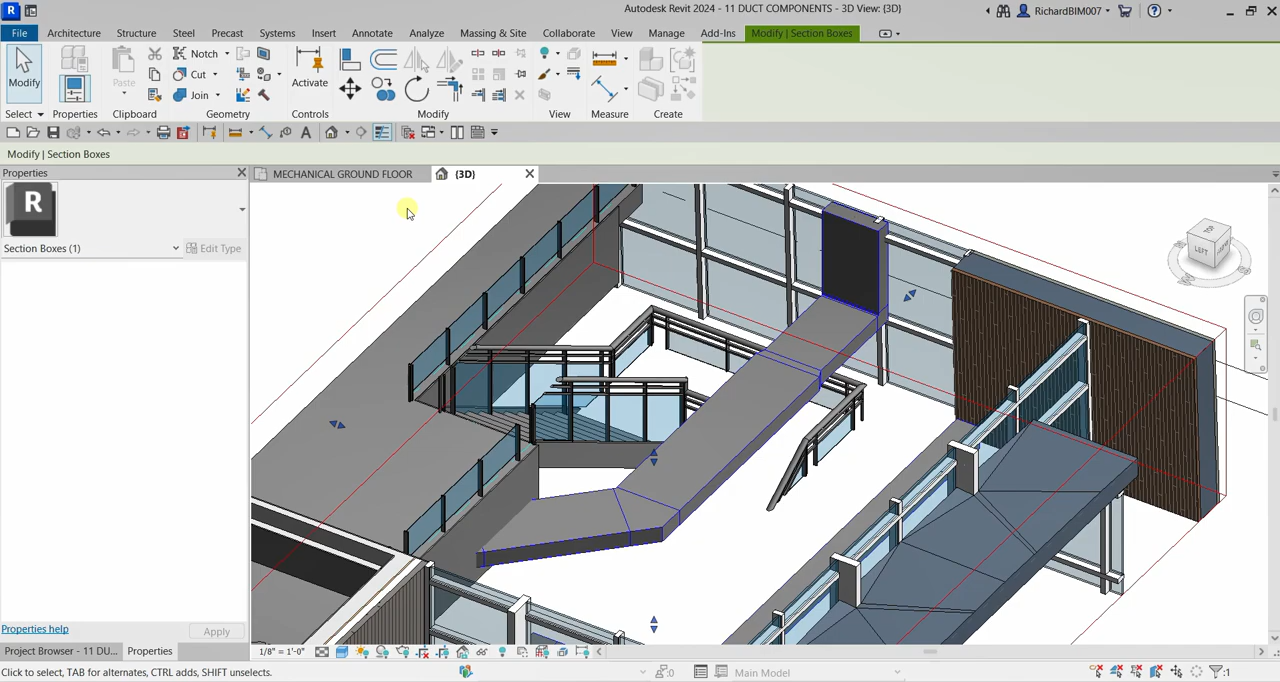 Autodesk Revit 2024 - 11 DUCT COMPONENTS - 3D View: {3D}
RichardBIM007
File Architecture Structure Steel Precast Systems Insert Annotate Analyze Massing & Site Collaborate View Manage Add-Ins Modify | Section Boxes
Modify
Paste
Notch
Cut
Join
Activate
Select Properties Clipboard Geometry Controls Modify View Measure Create
Modify | Section Boxes
Properties
MECHANICAL GROUND FLOOR
{3D}
R
Section Boxes (1)
Edit Type
TOP
LEFT
Properties help
Apply
Project Browser - 11 DU...
Properties
1/8" = 1'-0"
Click to select, TAB for alternates, CTRL adds, SHIFT unselects.
:0
Main Model
:1